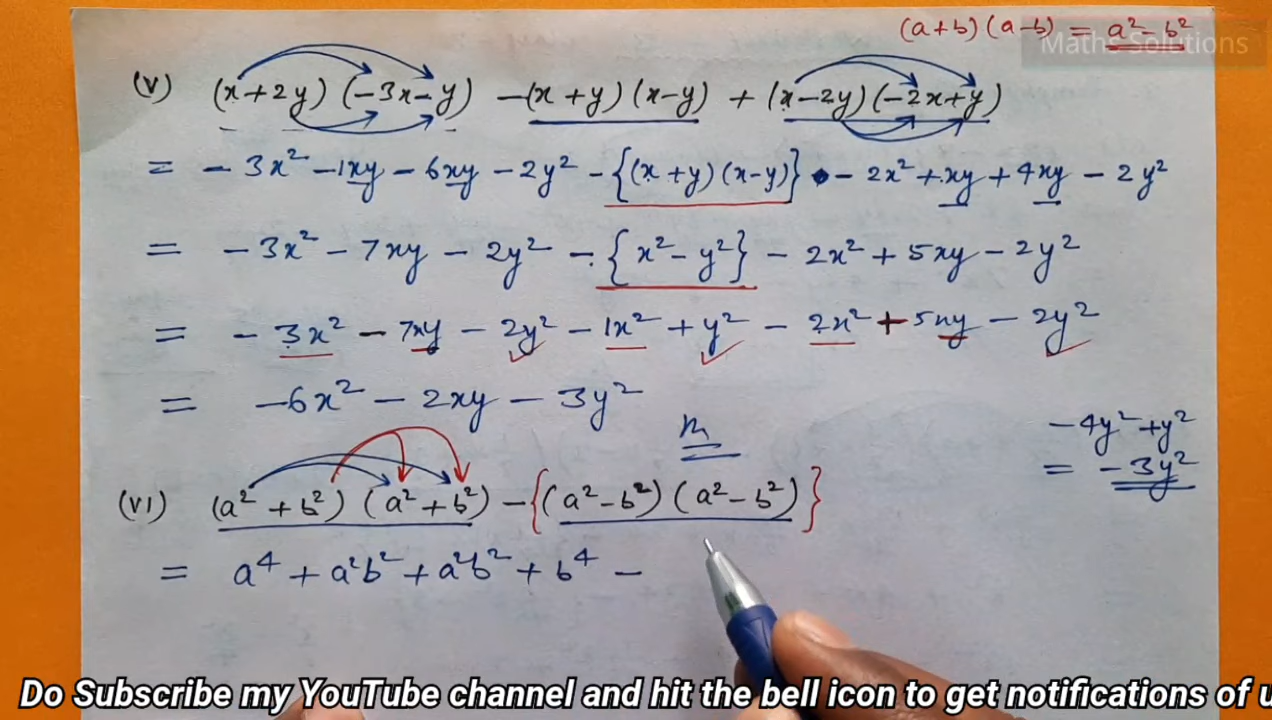 (a+b)(a-b) = a²-b²
Maths Solutions
(v) (x+2y)(-3x-y) -(x+y)(x-y) + (x-2y)(-2x+y)
= -3x² -1xy - 6xy - 2y² - {(x+y)(x-y)} - 2x² + xy + 4xy - 2y²
= -3x² - 7xy - 2y² - {x² - y²} - 2x² + 5xy - 2y²
= -3x² - 7xy - 2y² - 1x² + y² - 2x² + 5xy - 2y²
= -6x² - 2xy - 3y²
-4y² + y²
= -3y²
(VI) (a² + b²)(a² + b²) - {(a² - b²)(a² - b²)}
= a⁴ + a²b² + a²b² + b⁴ -
Do Subscribe my YouTube channel and hit the bell icon to get notifications of u